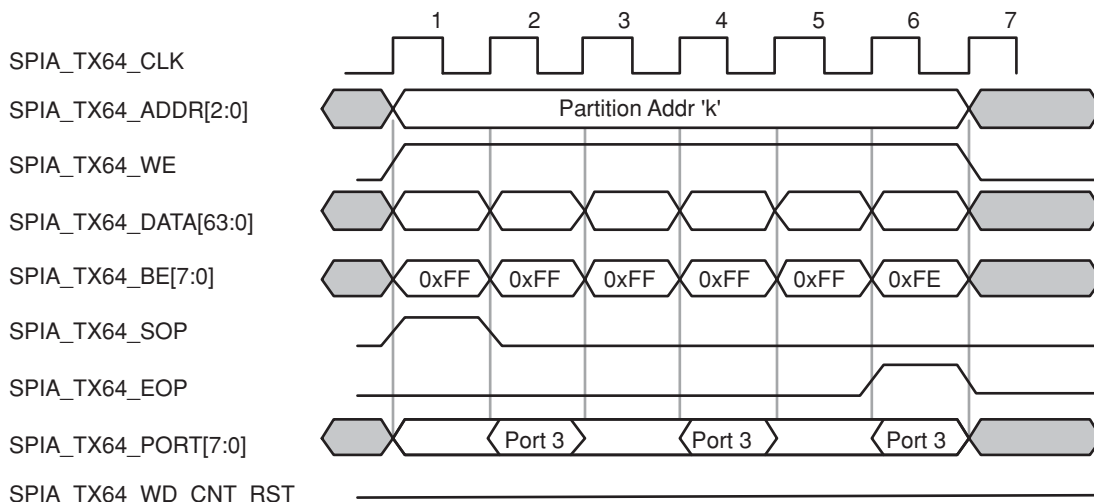 1 2 3 4 5 6 7
SPIA_TX64_CLK
SPIA_TX64_ADDR[2:0] Partition Addr 'k'
SPIA_TX64_WE
SPIA_TX64_DATA[63:0]
SPIA_TX64_BE[7:0] 0xFF 0xFF 0xFF 0xFF 0xFF 0xFE
SPIA_TX64_SOP
SPIA_TX64_EOP
SPIA_TX64_PORT[7:0] Port 3 Port 3 Port 3
SPIA_TX64_WD_CNT_RST